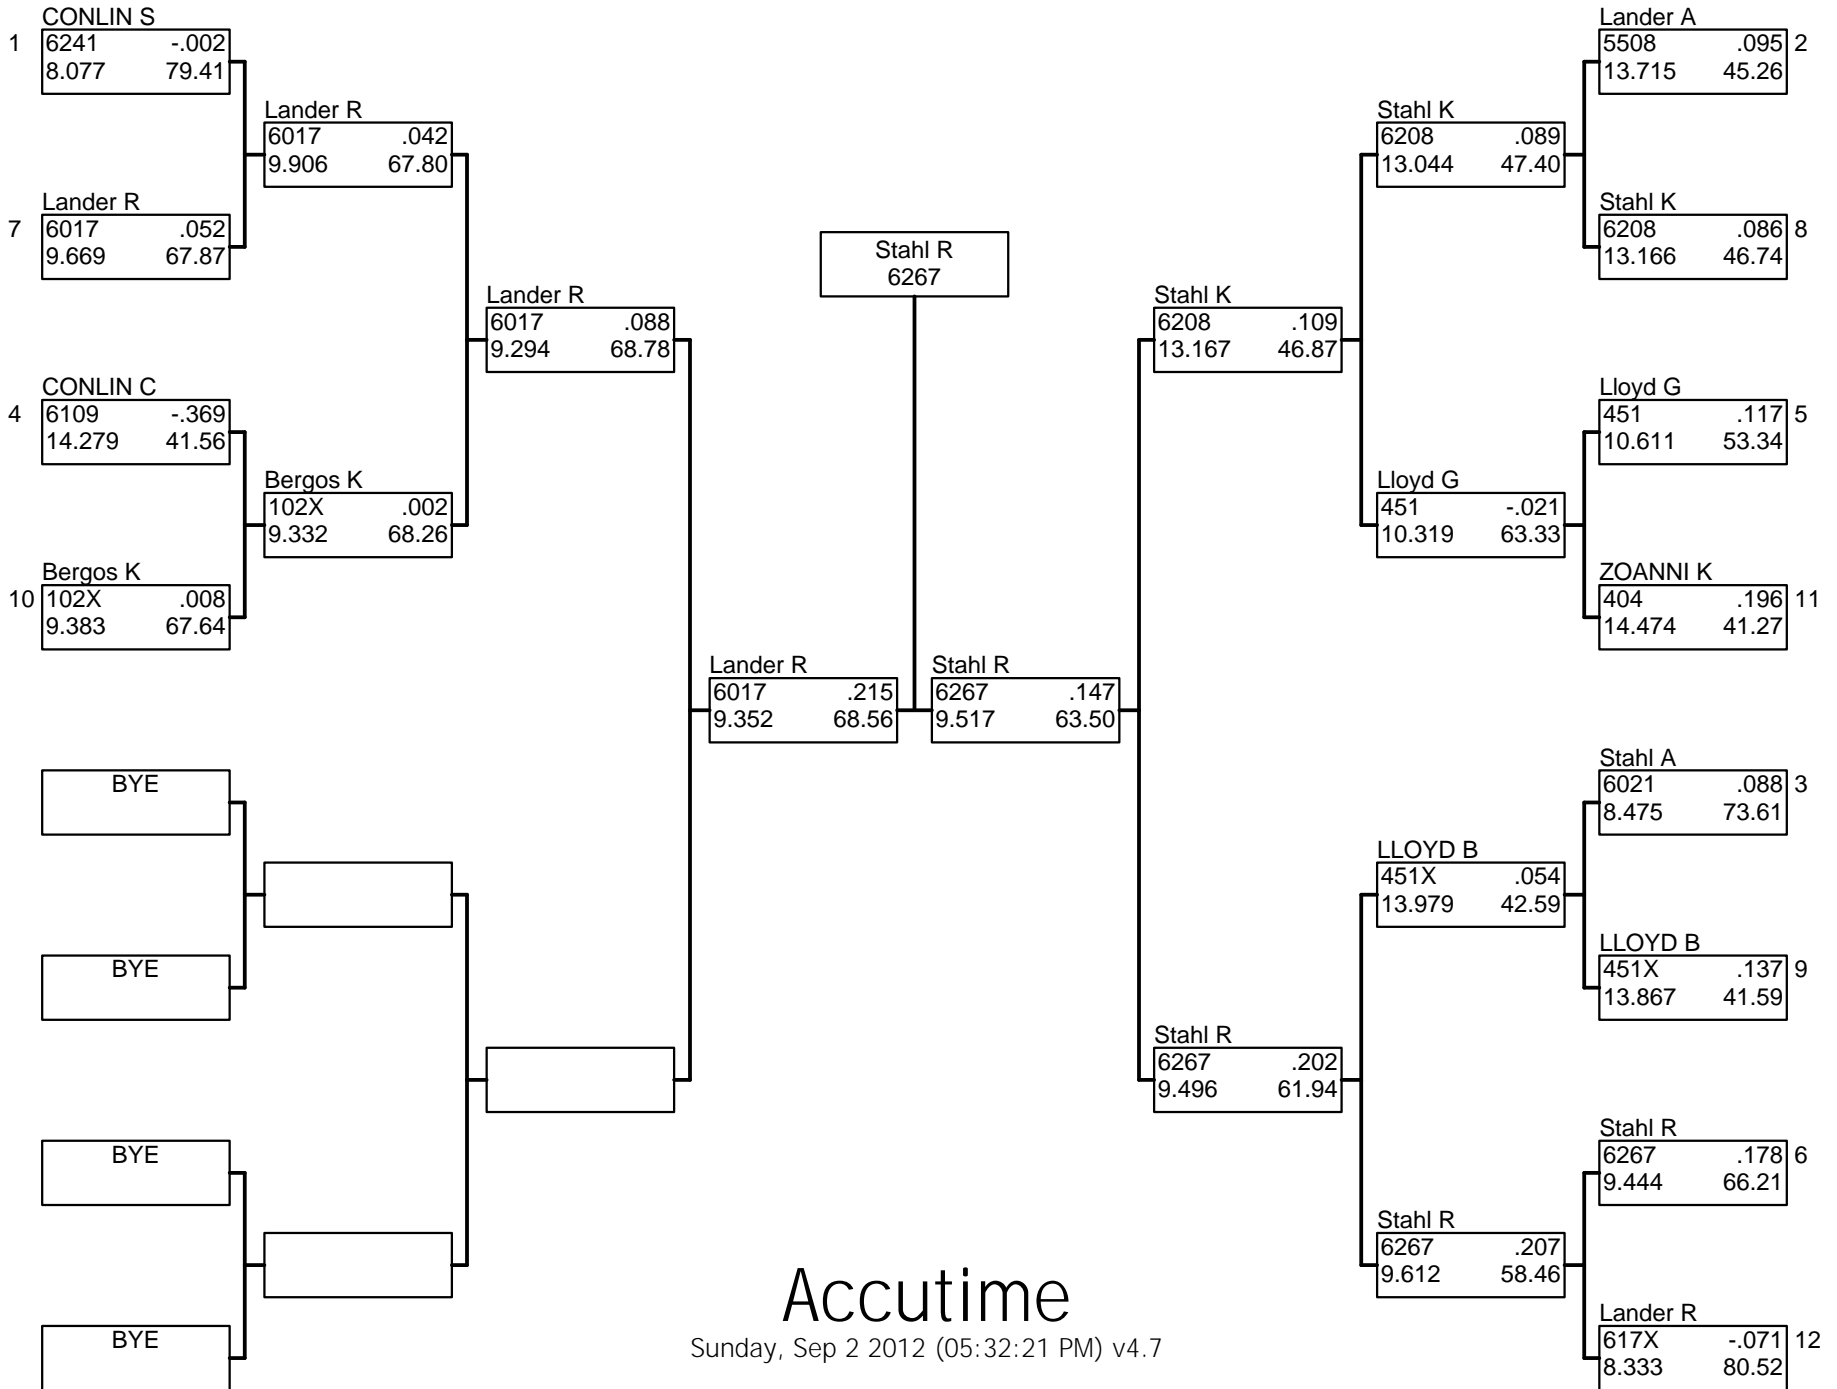 CONLIN S
1 6241 -.002
8.077 79.41
Lander R
7 6017 .052
9.669 67.87
CONLIN C
4 6109 -.369
14.279 41.56
Bergos K
10 102X .008
9.383 67.64
BYE
BYE
BYE
BYE
Lander R
6017 .042
9.906 67.80
Bergos K
102X .002
9.332 68.26
Lander R
6017 .088
9.294 68.78
Lander R
6017 .215
9.352 68.56
Stahl R
6267
Stahl R
6267 .147
9.517 63.50
Stahl K
6208 .109
13.167 46.87
Stahl R
6267 .202
9.496 61.94
Stahl K
6208 .089
13.044 47.40
Lloyd G
451 -.021
10.319 63.33
LLOYD B
451X .054
13.979 42.59
Stahl R
6267 .207
9.612 58.46
Lander A
5508 .095 2
13.715 45.26
Stahl K
6208 .086 8
13.166 46.74
Lloyd G
451 .117 5
10.611 53.34
ZOANNI K
404 .196 11
14.474 41.27
Stahl A
6021 .088 3
8.475 73.61
LLOYD B
451X .137 9
13.867 41.59
Stahl R
6267 .178 6
9.444 66.21
Lander R
617X -.071 12
8.333 80.52
Accutime
Sunday, Sep 2 2012 (05:32:21 PM) v4.7